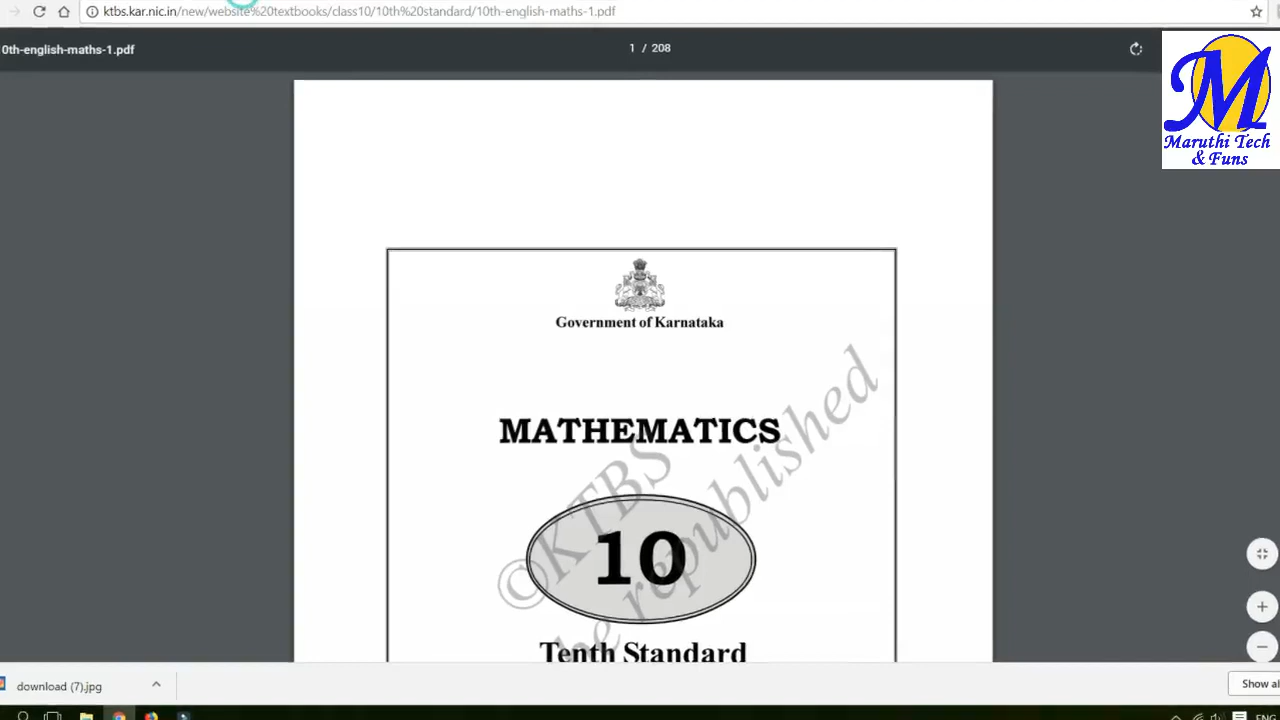 ktbs.kar.nic.in/new/website%20textbooks/class10/10th%20standard/10th-english-maths-1.pdf
0th-english-maths-1.pdf
1 / 208
M
Maruthi Tech
& Funs
Government of Karnataka
MATHEMATICS
©KTBS
be republished
10
Tenth Standard
download (7).jpg
Show al
ENG